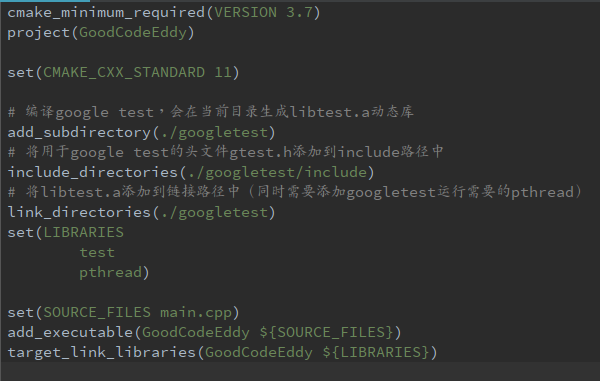 cmake_minimum_required(VERSION 3.7)
project(GoodCodeEddy)
set(CMAKE_CXX_STANDARD 11)
# 编译google test，会在当前目录生成libtest.a动态库
add_subdirectory(./googletest)
# 将用于google test的头文件gtest.h添加到include路径中
include_directories(./googletest/include)
# 将libtest.a添加到链接路径中（同时需要添加googletest运行需要的pthread）
link_directories(./googletest)
set(LIBRARIES
test
pthread)
set(SOURCE_FILES main.cpp)
add_executable(GoodCodeEddy ${SOURCE_FILES})
target_link_libraries(GoodCodeEddy ${LIBRARIES})